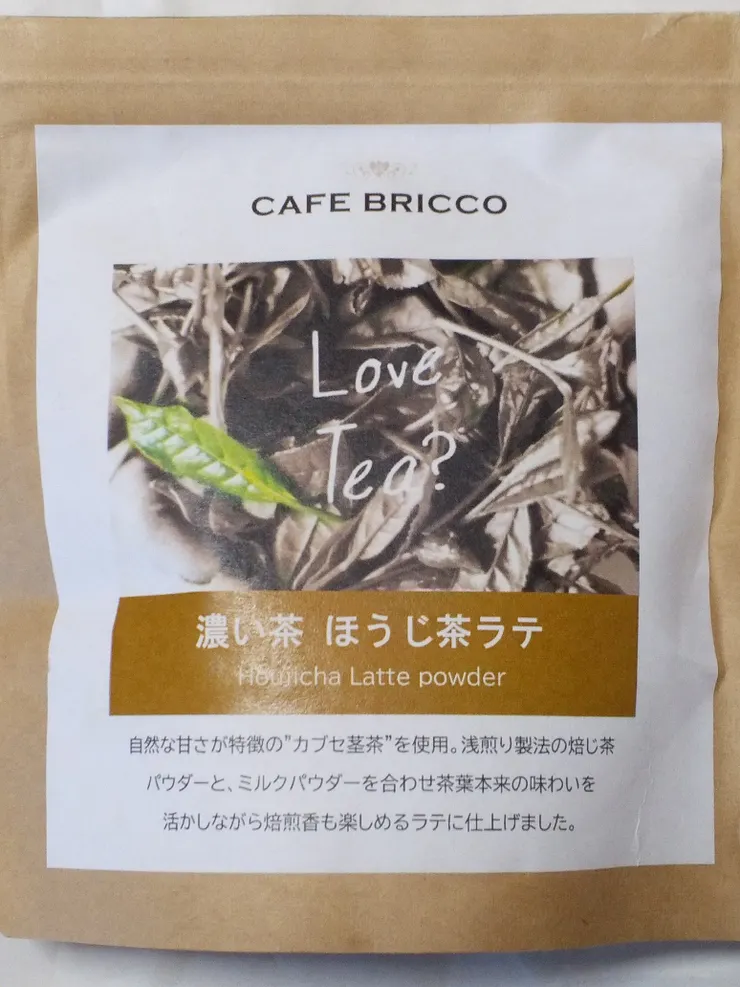 CAFE BRICCO
Love
Tea?
濃い茶 ほうじ茶ラテ
Houjicha Latte powder
自然な甘さが特徴の"カブセ茎茶"を使用。浅煎り製法の焙じ茶
パウダーと、ミルクパウダーを合わせ茶葉本来の味わいを
活かしながら焙煎香も楽しめるラテに仕上げました。